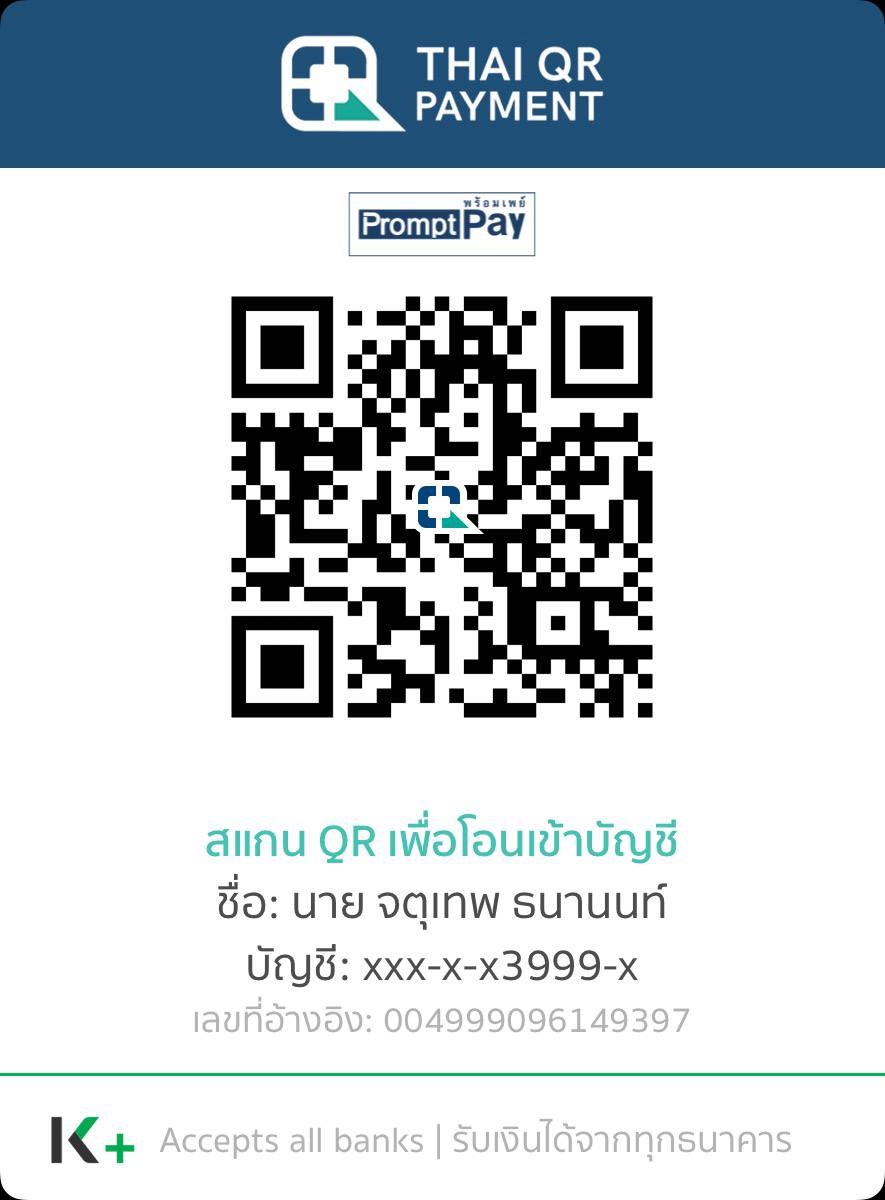 THAI QR
PAYMENT
พร้อมเพย์
PromptPay
สแกน QR เพื่อโอนเข้าบัญชี
ชื่อ: นาย จตุเทพ ธนานนท์
บัญชี: xxx-x-x3999-x
เลขที่อ้างอิง: 004999096149397
K+ Accepts all banks | รับเงินได้จากทุกธนาคาร